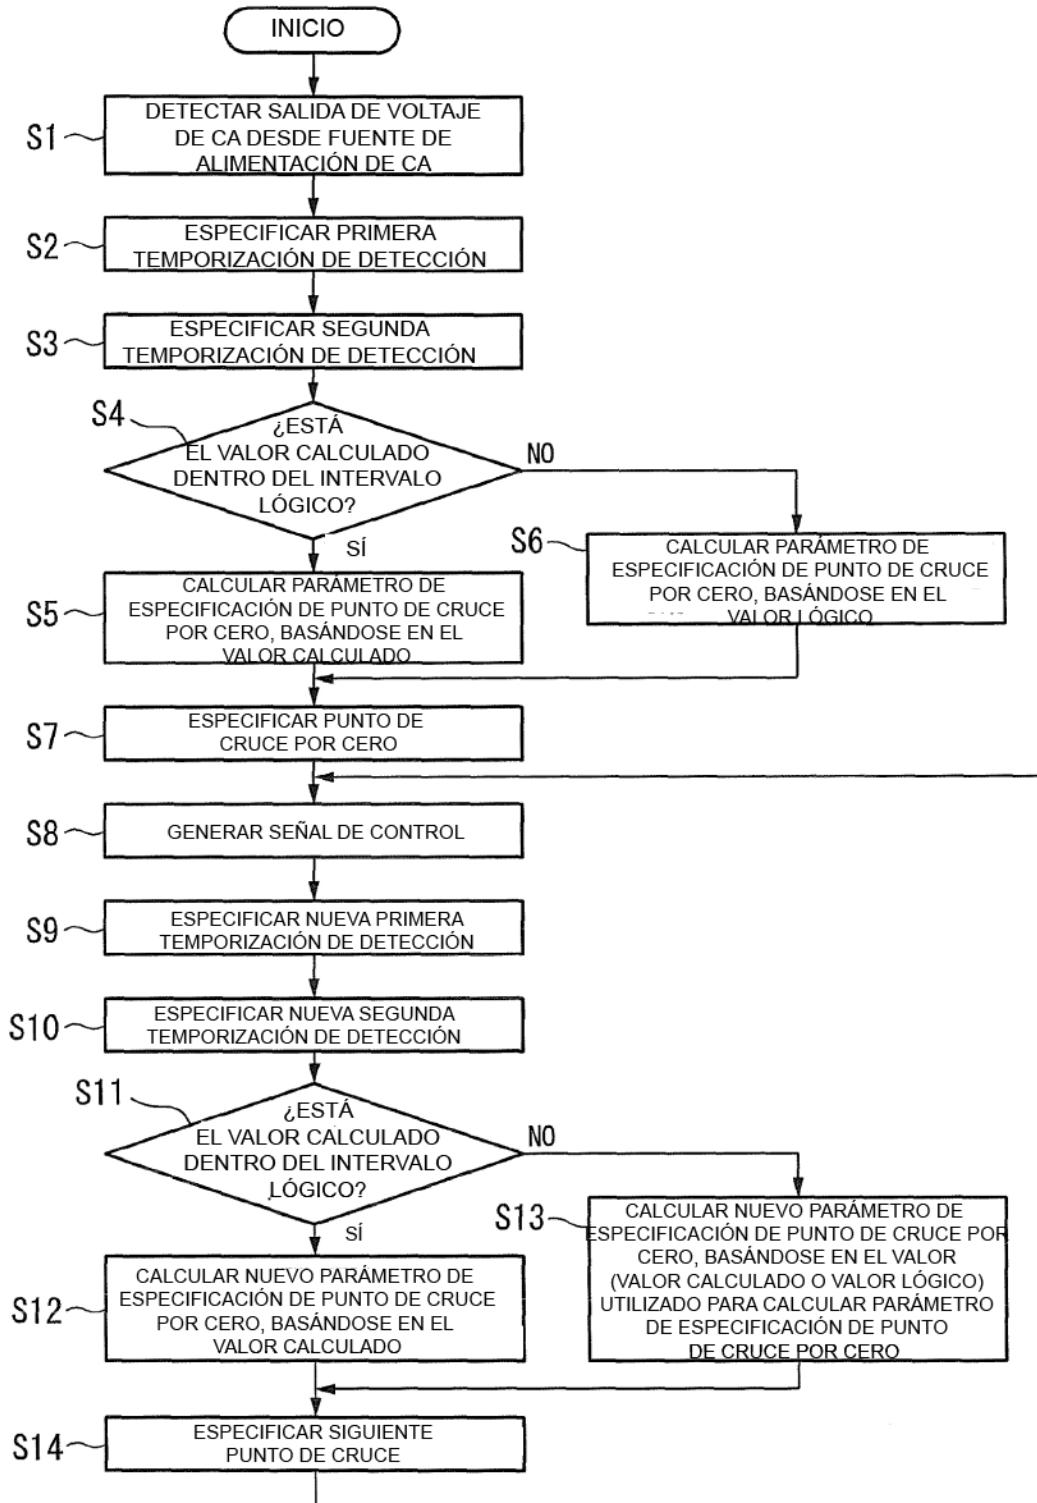 INICIO
S1
DETECTAR SALIDA DE VOLTAJE
DE CA DESDE FUENTE DE
ALIMENTACIÓN DE CA
S2
ESPECIFICAR PRIMERA
TEMPORIZACIÓN DE DETECCIÓN
S3
ESPECIFICAR SEGUNDA
TEMPORIZACIÓN DE DETECCIÓN
S4
¿ESTÁ
EL VALOR CALCULADO
DENTRO DEL INTERVALO
LÓGICO?
NO
SÍ
S5
CALCULAR PARÁMETRO DE
ESPECIFICACIÓN DE PUNTO DE CRUCE
POR CERO, BASÁNDOSE EN EL
VALOR CALCULADO
S6
CALCULAR PARÁMETRO DE
ESPECIFICACIÓN DE PUNTO DE CRUCE
POR CERO, BASÁNDOSE EN EL
VALOR LÓGICO
S7
ESPECIFICAR PUNTO DE
CRUCE POR CERO
S8
GENERAR SEÑAL DE CONTROL
S9
ESPECIFICAR NUEVA PRIMERA
TEMPORIZACIÓN DE DETECCIÓN
S10
ESPECIFICAR NUEVA SEGUNDA
TEMPORIZACIÓN DE DETECCIÓN
S11
¿ESTÁ
EL VALOR CALCULADO
DENTRO DEL INTERVALO
LÓGICO?
NO
SÍ
S12
CALCULAR NUEVO PARÁMETRO DE
ESPECIFICACIÓN DE PUNTO DE CRUCE
POR CERO, BASÁNDOSE EN EL
VALOR CALCULADO
S13
CALCULAR NUEVO PARÁMETRO DE
ESPECIFICACIÓN DE PUNTO DE CRUCE POR
CERO, BASÁNDOSE EN EL VALOR
(VALOR CALCULADO O VALOR LÓGICO)
UTILIZADO PARA CALCULAR PARÁMETRO
DE ESPECIFICACIÓN DE PUNTO
DE CRUCE POR CERO
S14
ESPECIFICAR SIGUIENTE
PUNTO DE CRUCE